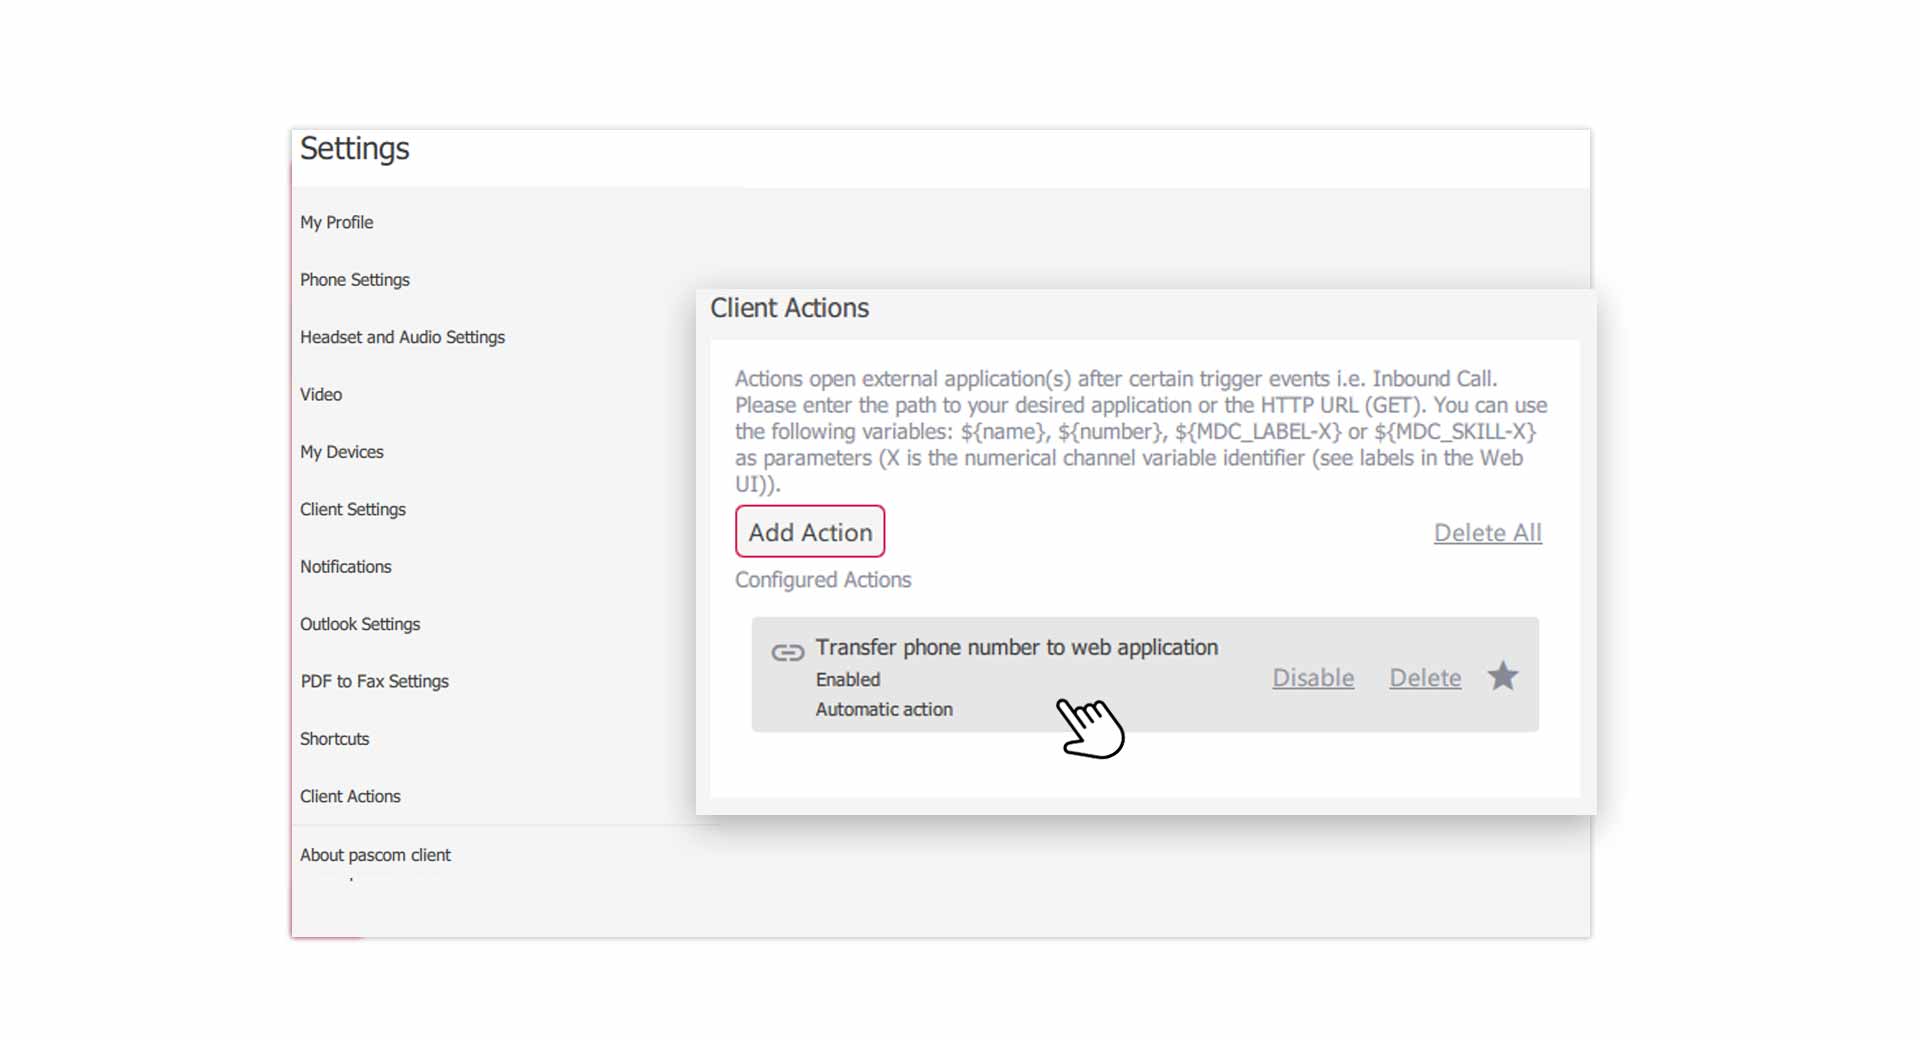 Settings
My Profile
Phone Settings
Headset and Audio Settings
Video
My Devices
Client Settings
Notifications
Outlook Settings
PDF to Fax Settings
Shortcuts
Client Actions
About pascom client
Client Actions
Actions open external application(s) after certain trigger events i.e. Inbound Call.
Please enter the path to your desired application or the HTTP URL (GET). You can use
the following variables: ${name}, ${number}, ${MDC_LABEL-X} or ${MDC_SKILL-X}
as parameters (X is the numerical channel variable identifier (see labels in the Web
UI)).
Add Action
Delete All
Configured Actions
Transfer phone number to web application
Enabled
Automatic action
Disable
Delete